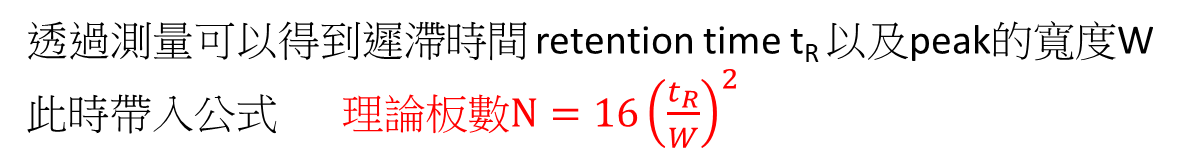 透過測量可以得到遲滯時間 retention time tR 以及peak的寬度W
此時帶入公式 理論板數N = 16 (tR/W)²